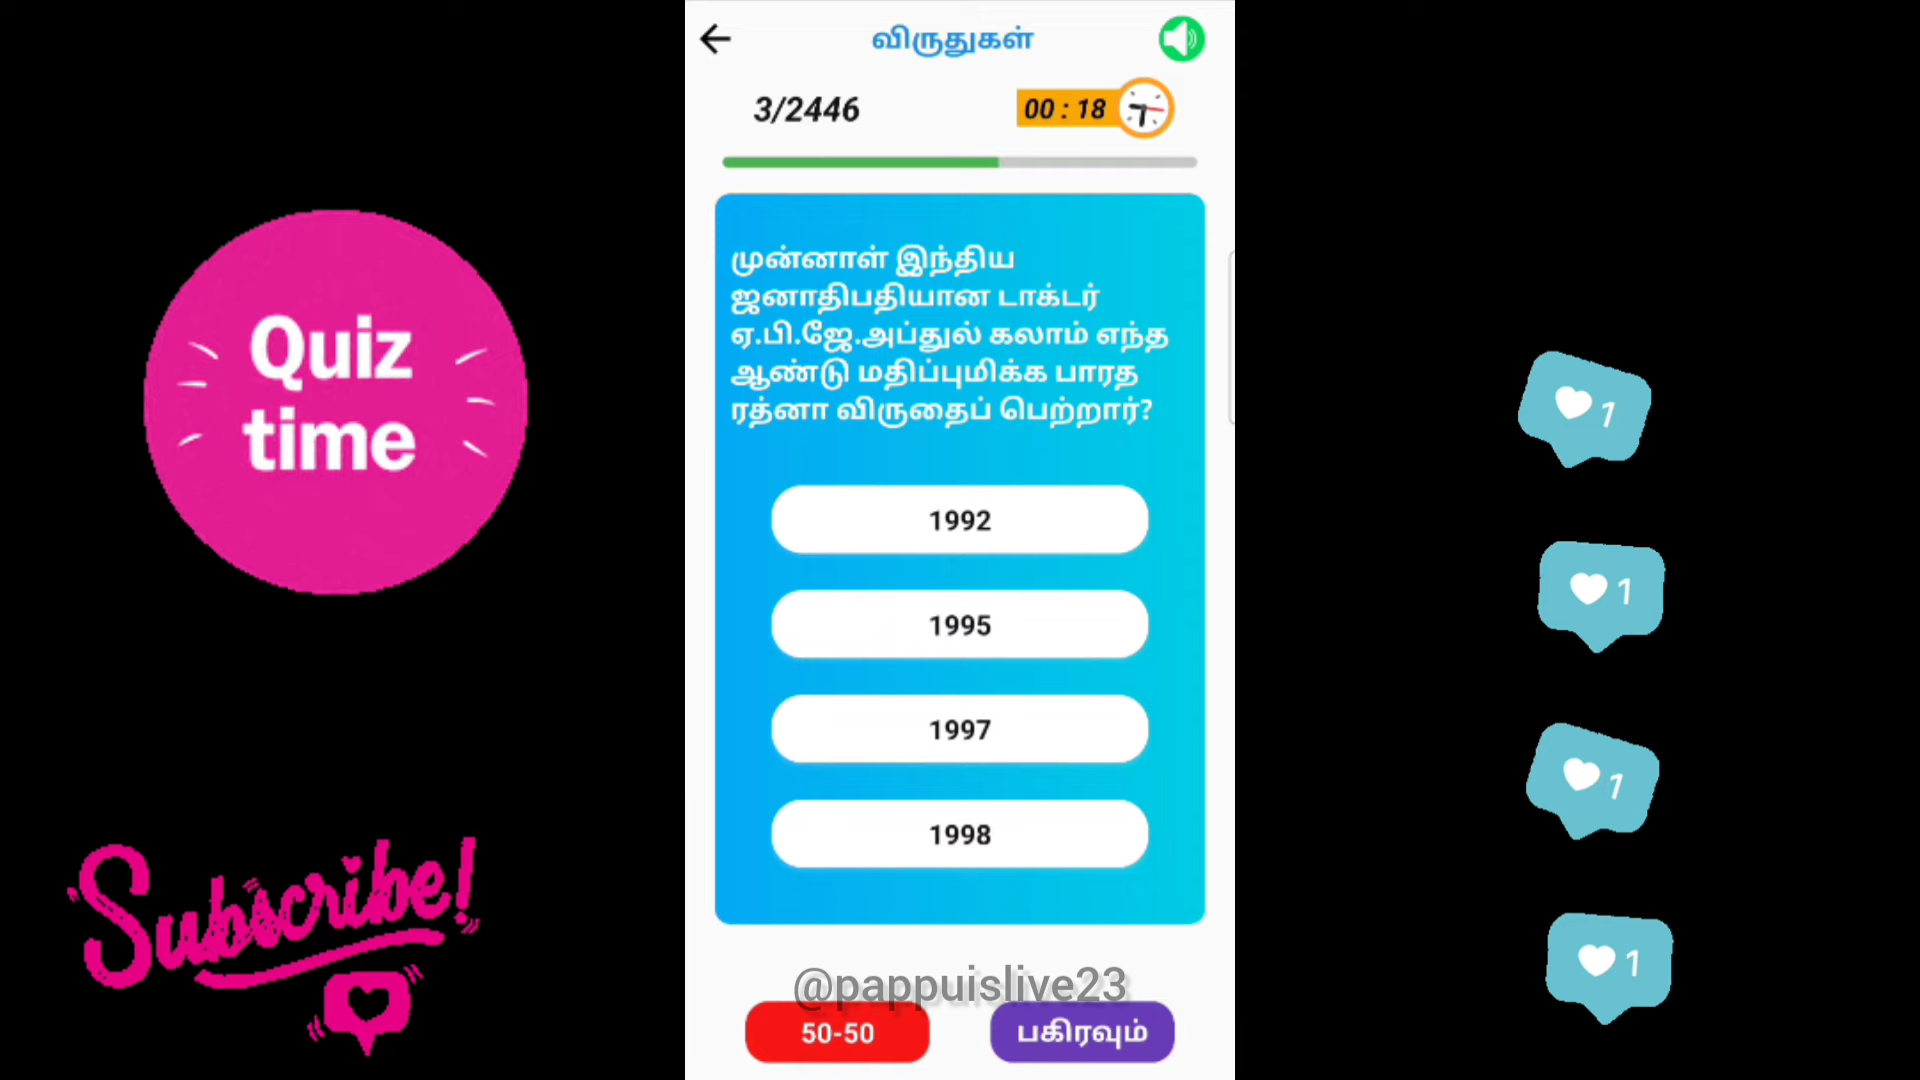 விருதுகள்
3/2446
00 : 18
முன்னாள் இந்திய
ஜனாதிபதியான டாக்டர்
ஏ.பி.ஜே.அப்துல் கலாம் எந்த
ஆண்டு மதிப்புமிக்க பாரத
ரத்னா விருதைப் பெற்றார்?
1992
1995
1997
1998
@pappuislive23
50-50
பகிரவும்
Quiz
time
Subscribe!
1
1
1
1